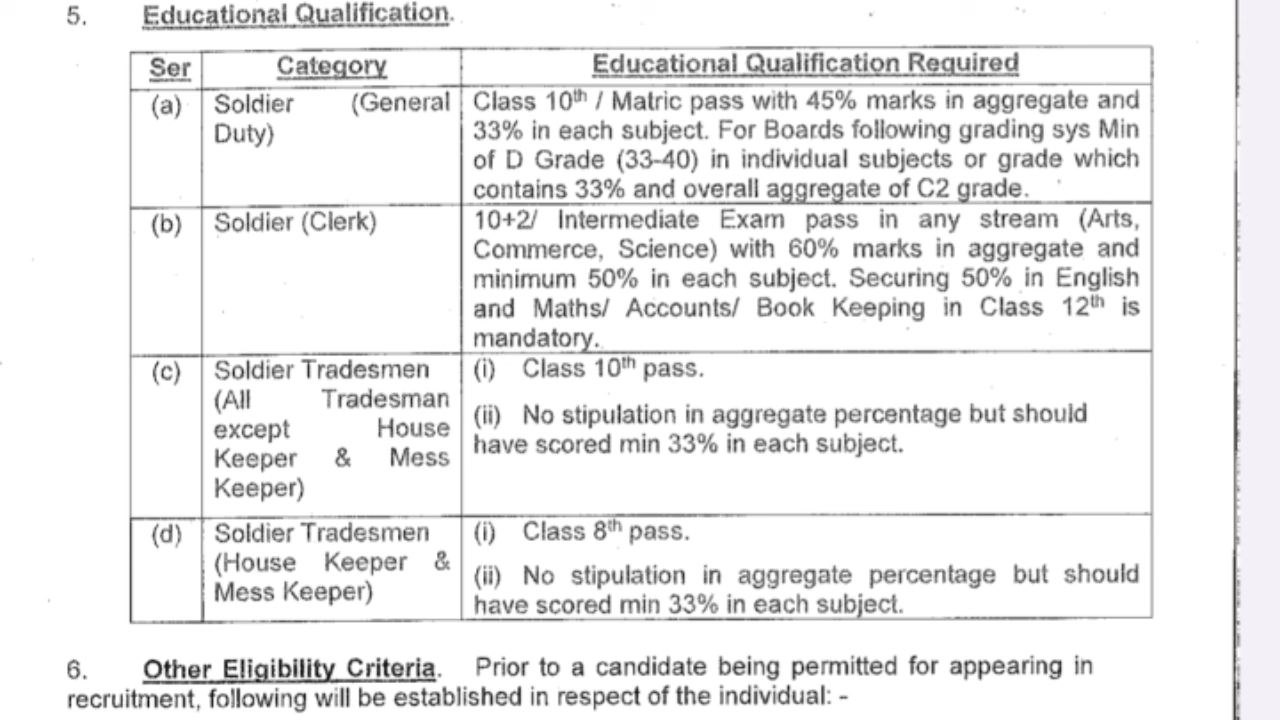 5. Educational Qualification.
Ser Category Educational Qualification Required
(a) Soldier (General Duty)
Class 10th / Matric pass with 45% marks in aggregate and
33% in each subject. For Boards following grading sys Min
of D Grade (33-40) in individual subjects or grade which
contains 33% and overall aggregate of C2 grade.
(b) Soldier (Clerk)
10+2/ Intermediate Exam pass in any stream (Arts,
Commerce, Science) with 60% marks in aggregate and
minimum 50% in each subject. Securing 50% in English
and Maths/ Accounts/ Book Keeping in Class 12th is
mandatory.
(c) Soldier Tradesmen
(All Tradesman
except House
Keeper & Mess
Keeper)
(i) Class 10th pass.
(ii) No stipulation in aggregate percentage but should
have scored min 33% in each subject.
(d) Soldier Tradesmen
(House Keeper &
Mess Keeper)
(i) Class 8th pass.
(ii) No stipulation in aggregate percentage but should
have scored min 33% in each subject.
6. Other Eligibility Criteria. Prior to a candidate being permitted for appearing in
recruitment, following will be established in respect of the individual: -